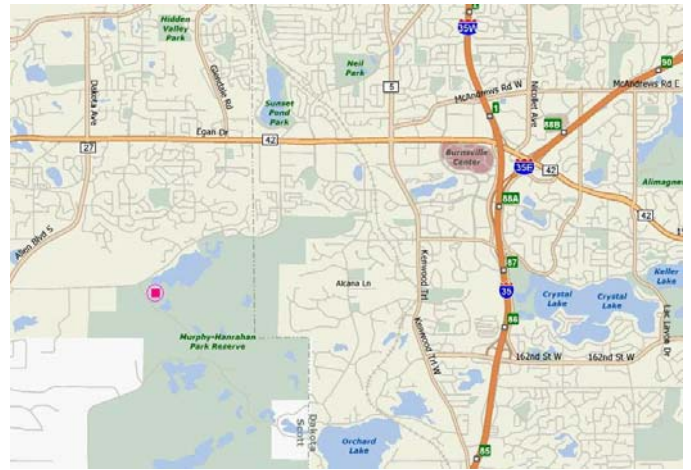 35W
Hidden
Valley
Park
Dakota Ave
Glendale Rd
Neil
Park
90
5
McAndrews Rd W
McAndrews Rd E
Nicollet Ave
Sunset
Pond
Park
1
88B
Egan Dr
42
27
Burnsville
Center
35E
42
Alimagnet
88A
42
Allen Blvd S
Kenwood Trl
87
Alcana Ln
35
Crystal
Lake
Crystal
Lake
Keller
Lake
86
Lac Lavon Dr
Murphy-Hanrahan
Park Reserve
Kenwood Trl W
162nd St W
162nd St W
Dakota
Scott
Orchard
Lake
85